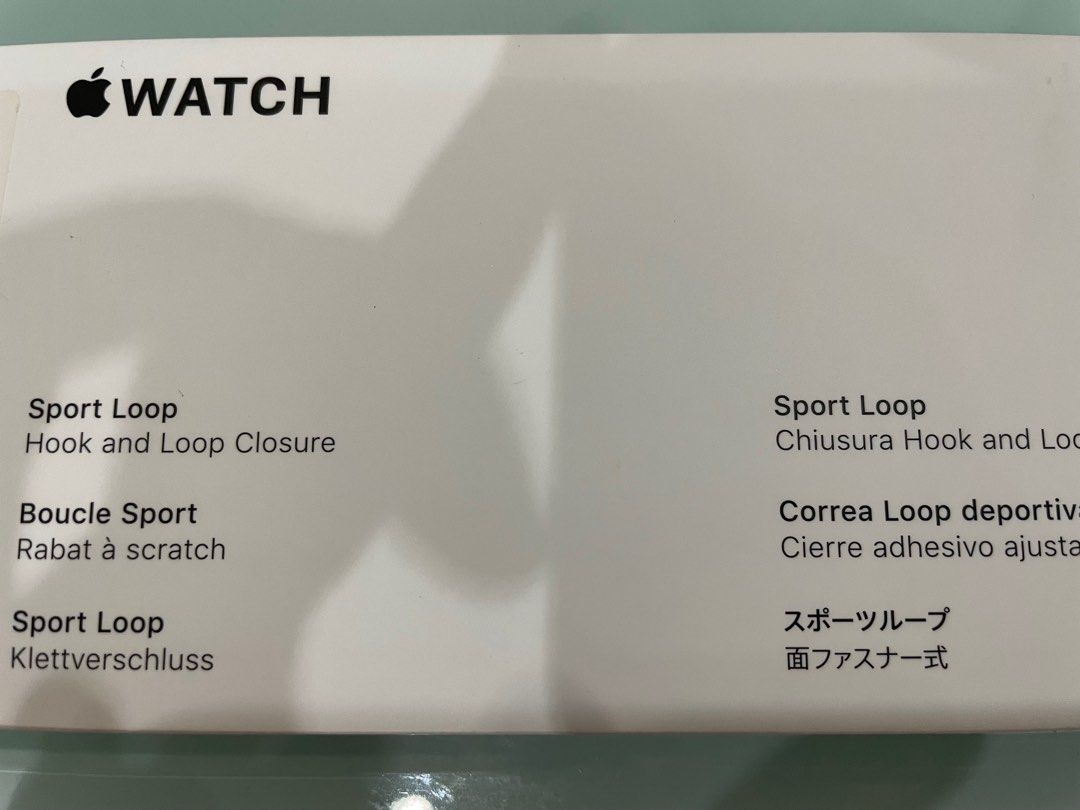 WATCH
Sport Loop
Hook and Loop Closure
Boucle Sport
Rabat à scratch
Sport Loop
Klettverschluss
Sport Loop
Chiusura Hook and
Correa Loop
Cierre adhesivo
スポーツループ
面ファスナー式